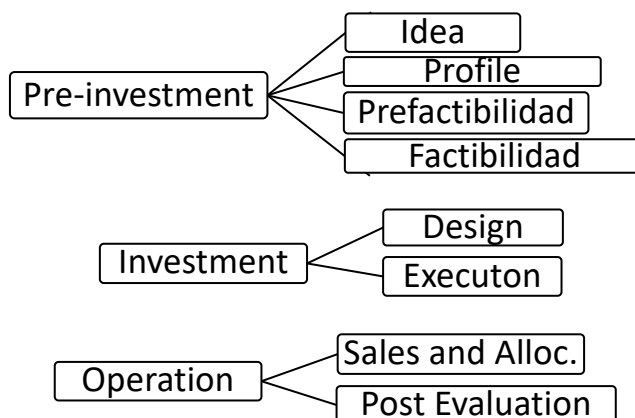 Pre-investment
Idea
Profile
Prefactibilidad
Factibilidad
Investment
Design
Executon
Operation
Sales and Alloc.
Post Evaluation